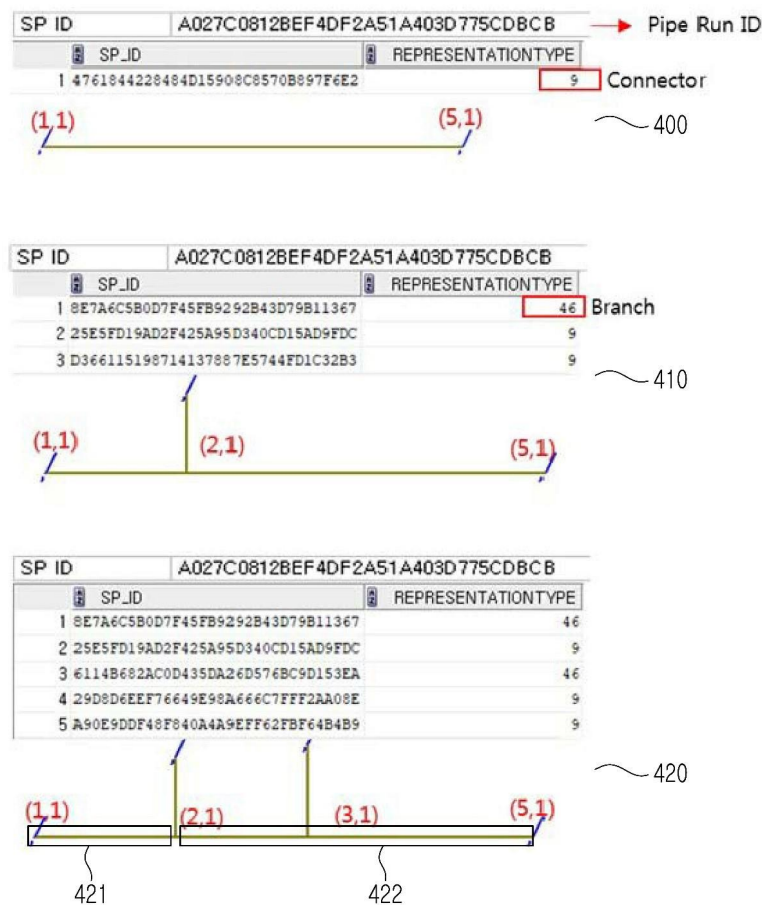 SP ID A027C0812BEF4DF2A51A403D775CDBCB Pipe Run ID
SP_ID REPRESENTATIONTYPE
1 4761844228484D15908C8570B897F6E2 9 Connector
(1,1) (5,1)
400
SP ID A027C0812BEF4DF2A51A403D775CDBCB
SP_ID REPRESENTATIONTYPE
1 8E7A6C5B0D7F45FB9292B43D79B11367 46 Branch
2 25E5FD19AD2F425A95D340CD15AD9FDC 9
3 D366115198714137887E5744FD1C32B3 9
410
(1,1) (2,1) (5,1)
SP ID A027C0812BEF4DF2A51A403D775CDBCB
SP_ID REPRESENTATIONTYPE
1 8E7A6C5B0D7F45FB9292B43D79B11367 46
2 25E5FD19AD2F425A95D340CD15AD9FDC 9
3 6114B682AC0D435DA26D576BC9D153EA 46
4 29D8D6EEF76649E98A666C7FFF2AA08E 9
5 A90E9DDF48F840A4A9EFF62FBF64B4B9 9
420
(1,1) (2,1) (3,1) (5,1)
421 422